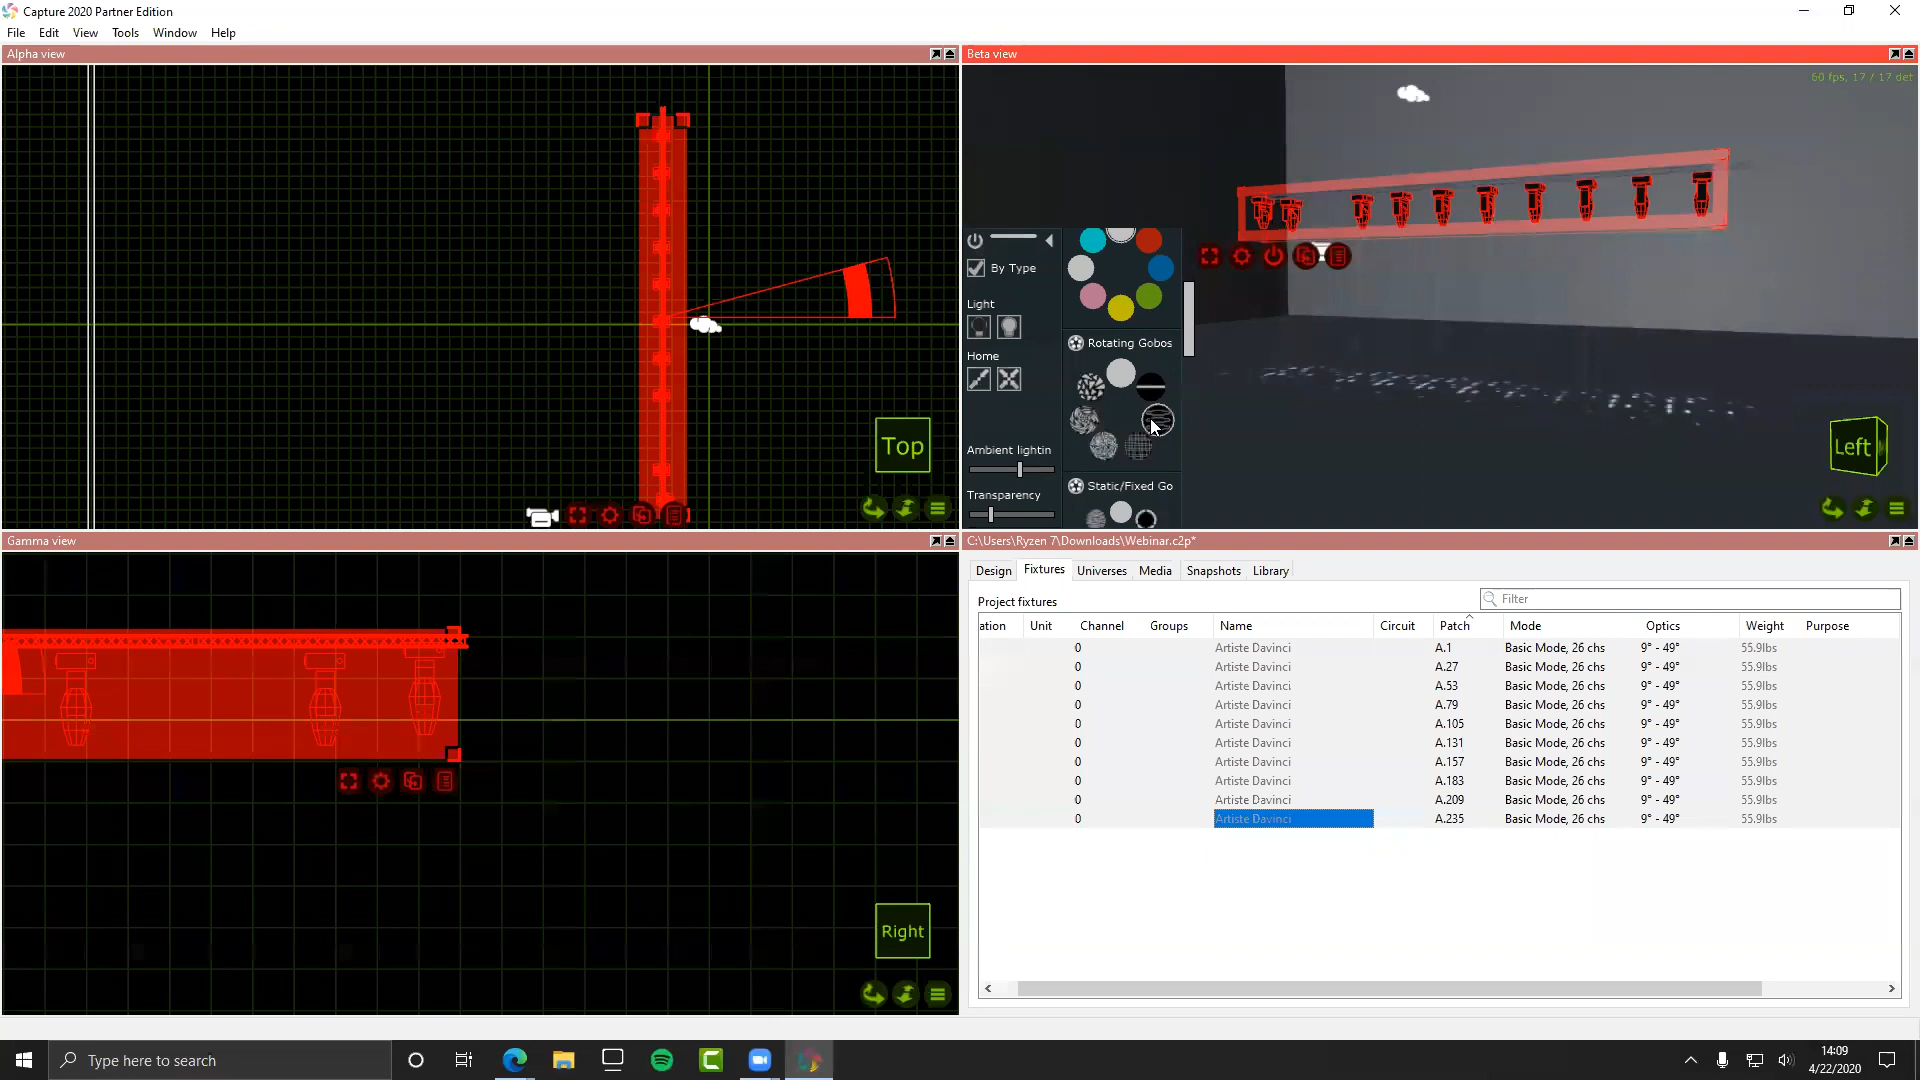 Capture 2020 Partner Edition
File Edit View Tools Window Help
Alpha view
Top
Beta view
60 fps, 17 / 17 det
By Type
Light
Home
Ambient lightin
Transparency
Rotating Gobos
Static/Fixed Go
Left
Gamma view
Right
C:\Users\Ryzen 7\Downloads\Webinar.c2p*
Design Fixtures Universes Media Snapshots Library
Project fixtures
Filter
ation Unit Channel Groups Name Circuit Patch Mode Optics Weight Purpose
0 Artiste Davinci A.1 Basic Mode, 26 chs 9° - 49° 55.9lbs
0 Artiste Davinci A.27 Basic Mode, 26 chs 9° - 49° 55.9lbs
0 Artiste Davinci A.53 Basic Mode, 26 chs 9° - 49° 55.9lbs
0 Artiste Davinci A.79 Basic Mode, 26 chs 9° - 49° 55.9lbs
0 Artiste Davinci A.105 Basic Mode, 26 chs 9° - 49° 55.9lbs
0 Artiste Davinci A.131 Basic Mode, 26 chs 9° - 49° 55.9lbs
0 Artiste Davinci A.157 Basic Mode, 26 chs 9° - 49° 55.9lbs
0 Artiste Davinci A.183 Basic Mode, 26 chs 9° - 49° 55.9lbs
0 Artiste Davinci A.209 Basic Mode, 26 chs 9° - 49° 55.9lbs
0 Artiste Davinci A.235 Basic Mode, 26 chs 9° - 49° 55.9lbs
Type here to search
14:09
4/22/2020